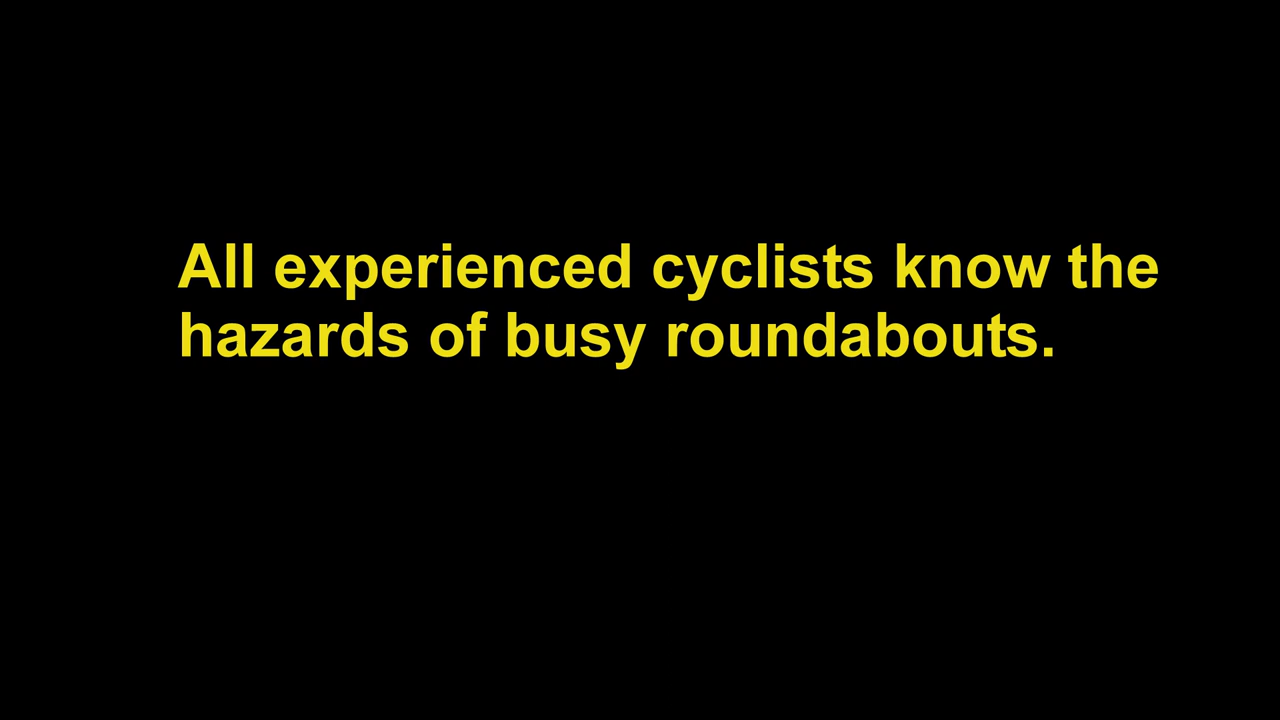 All experienced cyclists know the
hazards of busy roundabouts.